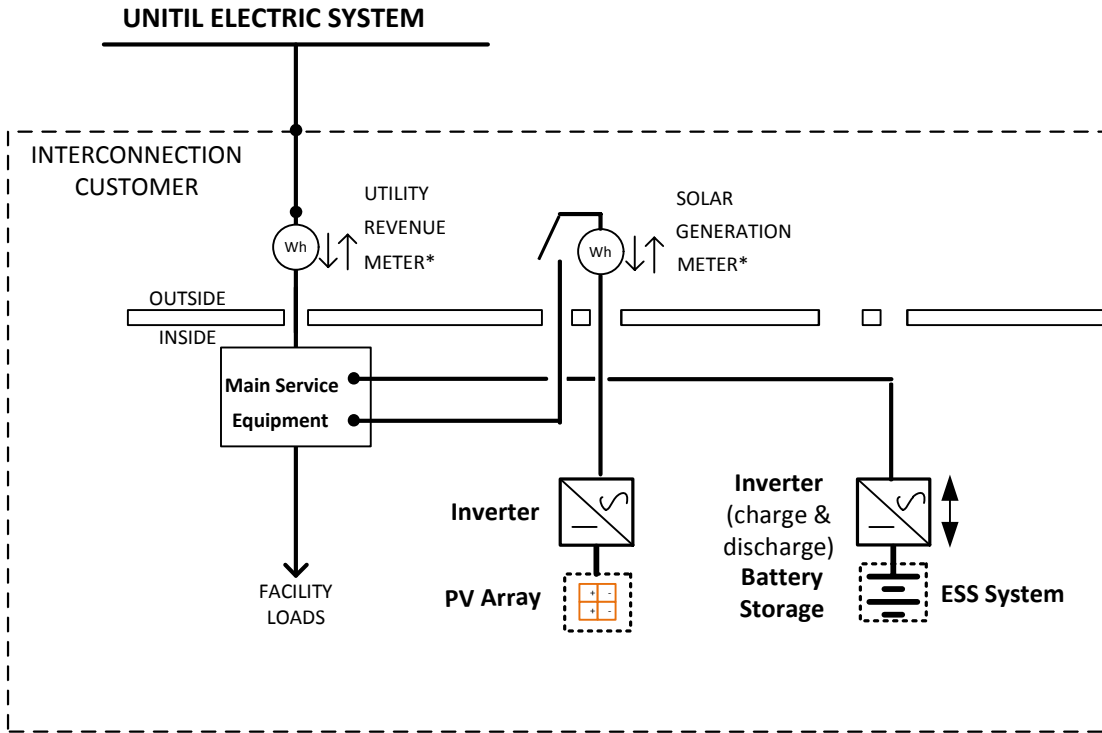 UNITIL ELECTRIC SYSTEM
INTERCONNECTION
CUSTOMER
UTILITY
REVENUE
METER*
Wh
SOLAR
GENERATION
METER*
Wh
OUTSIDE
INSIDE
Main Service
Equipment
Inverter
Inverter
(charge &
discharge)
Battery
Storage
PV Array
+ -
+ -
ESS System
FACILITY
LOADS